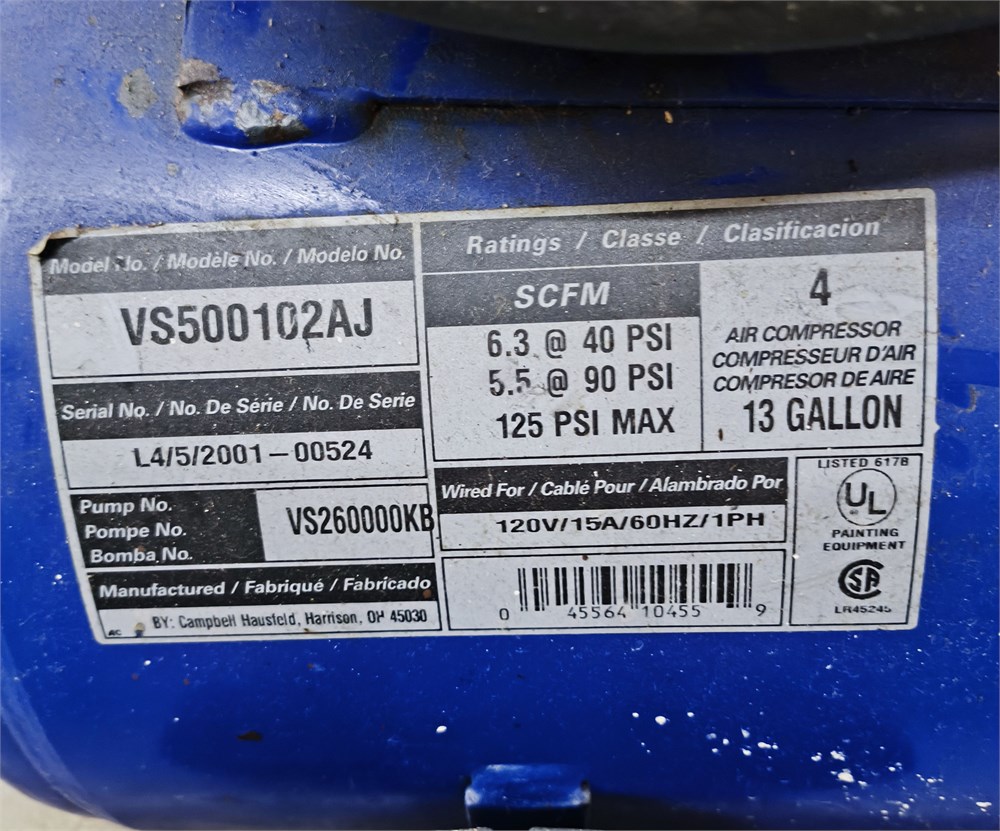 Model No. / Modèle No. / Modelo No.
VS500102AJ
Serial No. / No. De Série / No. De Serie
L4/5/2001-00524
Pump No.
Pompe No.
Bomba No.
VS260000KB
Manufactured / Fabriqué / Fabricado
BY: Campbell Hausfeld, Harrison, OH 45030
AC
Ratings / Classe / Clasificacion
SCFM
6.3 @ 40 PSI
5.5 @ 90 PSI
125 PSI MAX
4
AIR COMPRESSOR
COMPRESSEUR D'AIR
COMPRESOR DE AIRE
13 GALLON
Wired For / Cablé Pour / Alambrado Por
120V/15A/60HZ/1PH
0 45564 10455 9
LISTED 617B
UL
PAINTING
EQUIPMENT
SA
LR45245